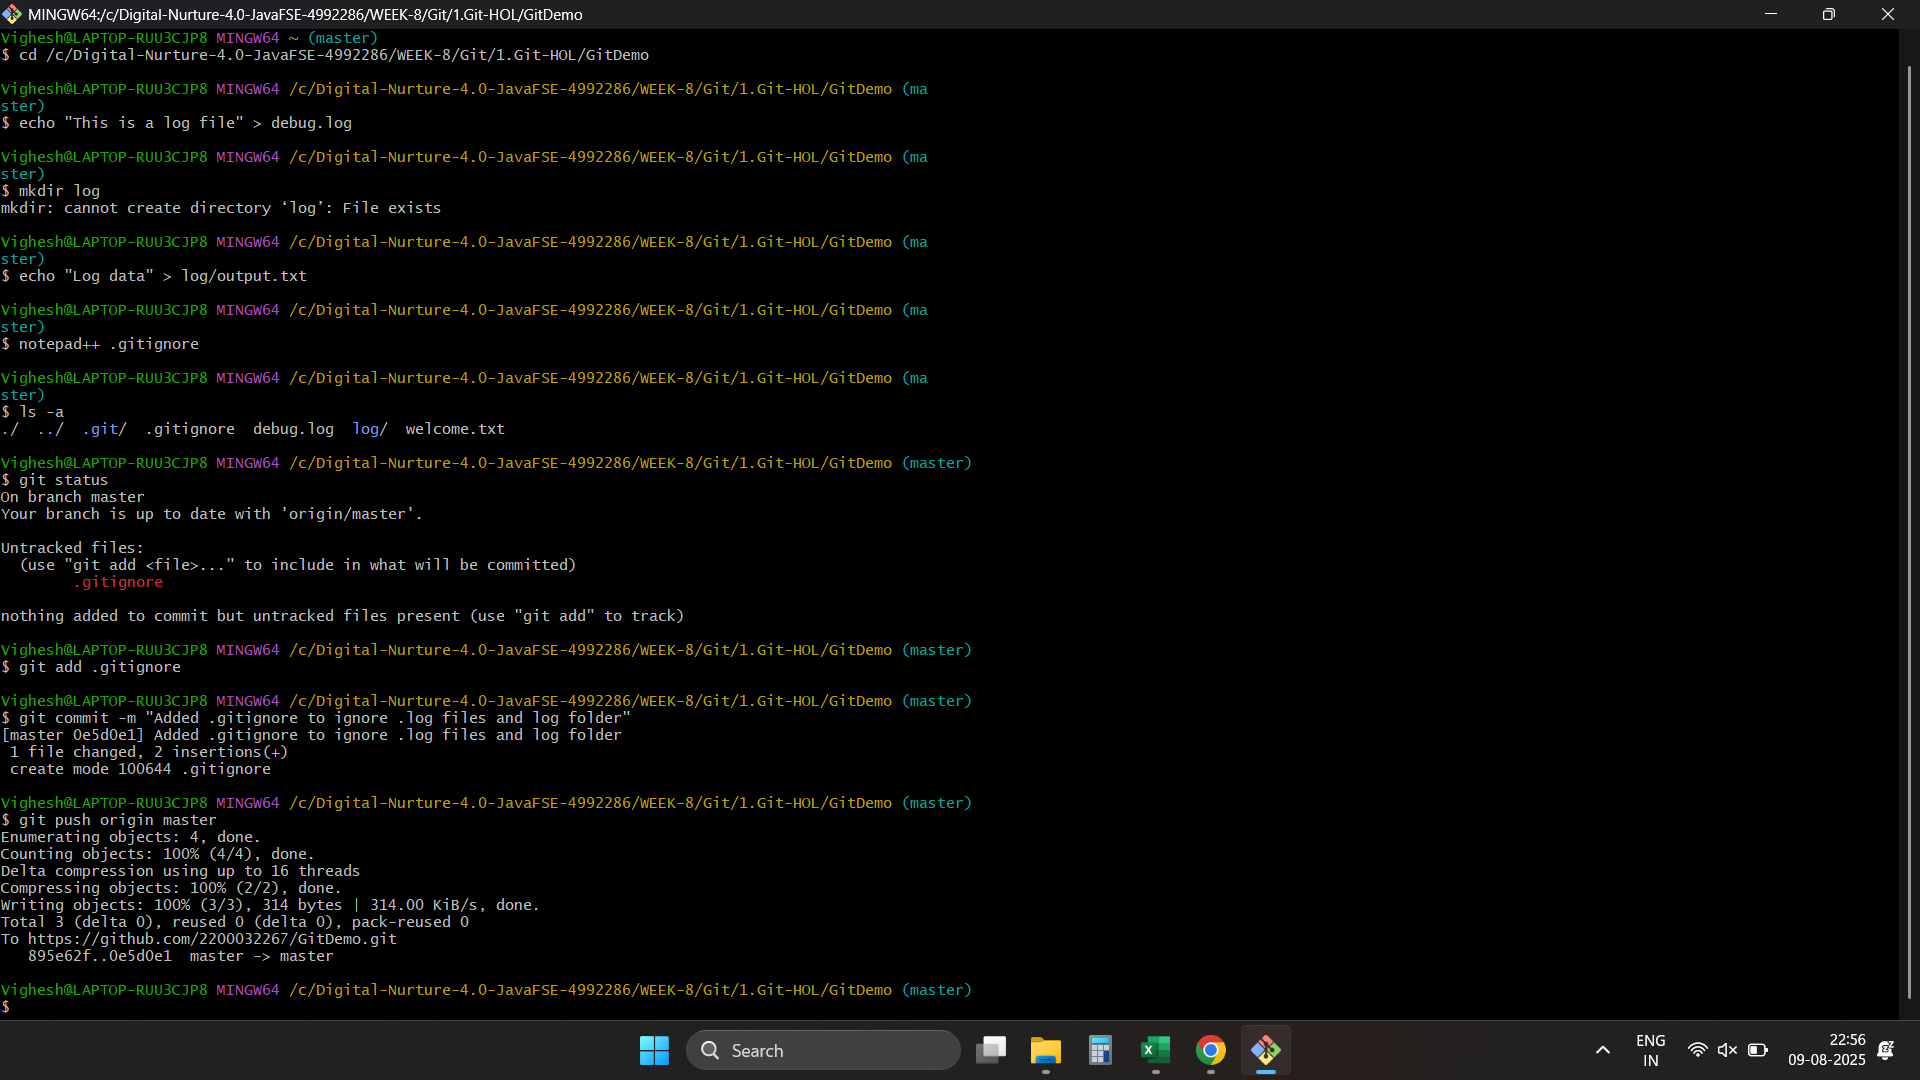 MINGW64:/c/Digital-Nurture-4.0-JavaFSE-4992286/WEEK-8/Git/1.Git-HOL/GitDemo
Vighesh@LAPTOP-RUU3CJP8 MINGW64 ~ (master)
$ cd /c/Digital-Nurture-4.0-JavaFSE-4992286/WEEK-8/Git/1.Git-HOL/GitDemo
Vighesh@LAPTOP-RUU3CJP8 MINGW64 /c/Digital-Nurture-4.0-JavaFSE-4992286/WEEK-8/Git/1.Git-HOL/GitDemo (ma
ster)
$ echo "This is a log file" > debug.log
Vighesh@LAPTOP-RUU3CJP8 MINGW64 /c/Digital-Nurture-4.0-JavaFSE-4992286/WEEK-8/Git/1.Git-HOL/GitDemo (ma
ster)
$ mkdir log
mkdir: cannot create directory ‘log’: File exists
Vighesh@LAPTOP-RUU3CJP8 MINGW64 /c/Digital-Nurture-4.0-JavaFSE-4992286/WEEK-8/Git/1.Git-HOL/GitDemo (ma
ster)
$ echo "Log data" > log/output.txt
Vighesh@LAPTOP-RUU3CJP8 MINGW64 /c/Digital-Nurture-4.0-JavaFSE-4992286/WEEK-8/Git/1.Git-HOL/GitDemo (ma
ster)
$ notepad++ .gitignore
Vighesh@LAPTOP-RUU3CJP8 MINGW64 /c/Digital-Nurture-4.0-JavaFSE-4992286/WEEK-8/Git/1.Git-HOL/GitDemo (ma
ster)
$ ls -a
./  ../  .git/  .gitignore  debug.log  log/  welcome.txt
Vighesh@LAPTOP-RUU3CJP8 MINGW64 /c/Digital-Nurture-4.0-JavaFSE-4992286/WEEK-8/Git/1.Git-HOL/GitDemo (master)
$ git status
On branch master
Your branch is up to date with 'origin/master'.
Untracked files:
  (use "git add <file>..." to include in what will be committed)
        .gitignore
nothing added to commit but untracked files present (use "git add" to track)
Vighesh@LAPTOP-RUU3CJP8 MINGW64 /c/Digital-Nurture-4.0-JavaFSE-4992286/WEEK-8/Git/1.Git-HOL/GitDemo (master)
$ git add .gitignore
Vighesh@LAPTOP-RUU3CJP8 MINGW64 /c/Digital-Nurture-4.0-JavaFSE-4992286/WEEK-8/Git/1.Git-HOL/GitDemo (master)
$ git commit -m "Added .gitignore to ignore .log files and log folder"
[master 0e5d0e1] Added .gitignore to ignore .log files and log folder
 1 file changed, 2 insertions(+)
 create mode 100644 .gitignore
Vighesh@LAPTOP-RUU3CJP8 MINGW64 /c/Digital-Nurture-4.0-JavaFSE-4992286/WEEK-8/Git/1.Git-HOL/GitDemo (master)
$ git push origin master
Enumerating objects: 4, done.
Counting objects: 100% (4/4), done.
Delta compression using up to 16 threads
Compressing objects: 100% (2/2), done.
Writing objects: 100% (3/3), 314 bytes | 314.00 KiB/s, done.
Total 3 (delta 0), reused 0 (delta 0), pack-reused 0
To https://github.com/2200032267/GitDemo.git
   895e62f..0e5d0e1  master -> master
Vighesh@LAPTOP-RUU3CJP8 MINGW64 /c/Digital-Nurture-4.0-JavaFSE-4992286/WEEK-8/Git/1.Git-HOL/GitDemo (master)
$
Search
ENG
IN
22:56
09-08-2025